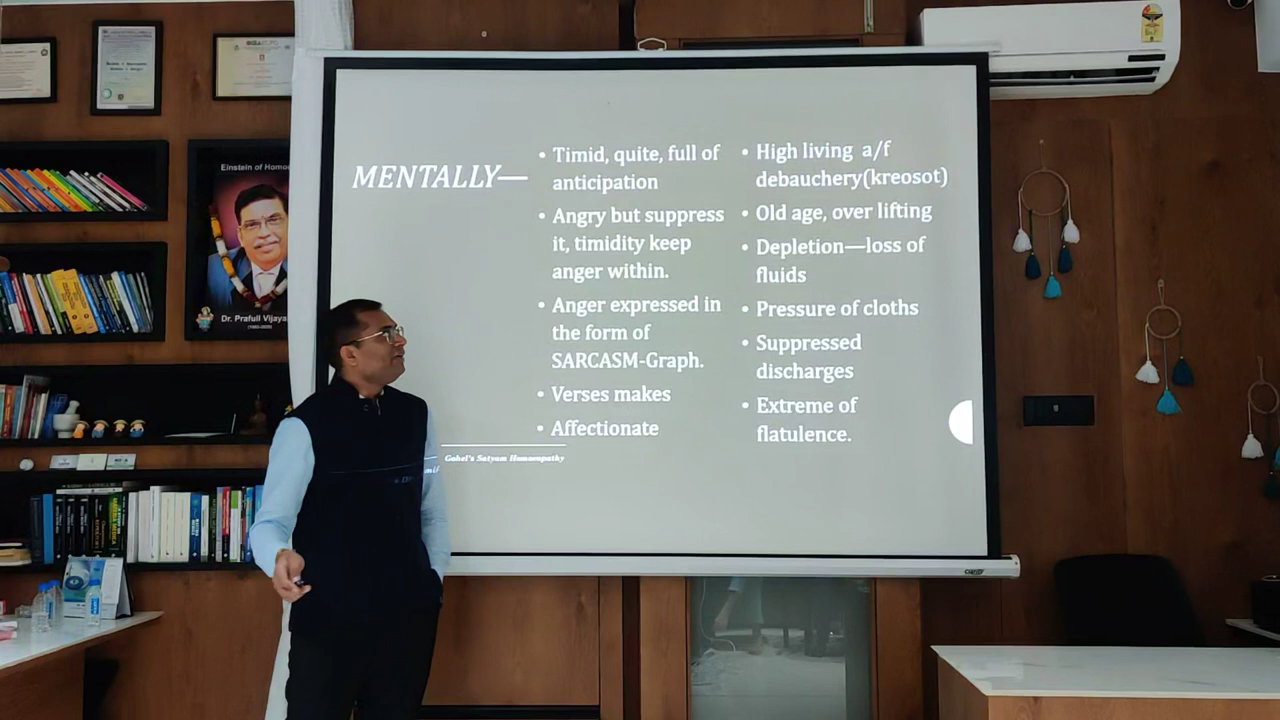 Einstein of Homo
Dr. Prafull Vijaya
MENTALLY—
• Timid, quite, full of
anticipation
• Angry but suppress
it, timidity keep
anger within.
• Anger expressed in
the form of
SARCASM-Graph.
• Verses makes
• Affectionate
• High living a/f
debauchery(kreosot)
• Old age, over lifting
• Depletion—loss of
fluids
• Pressure of cloths
• Suppressed
discharges
• Extreme of
flatulence.
Gohel's Satyam Homoeopathy